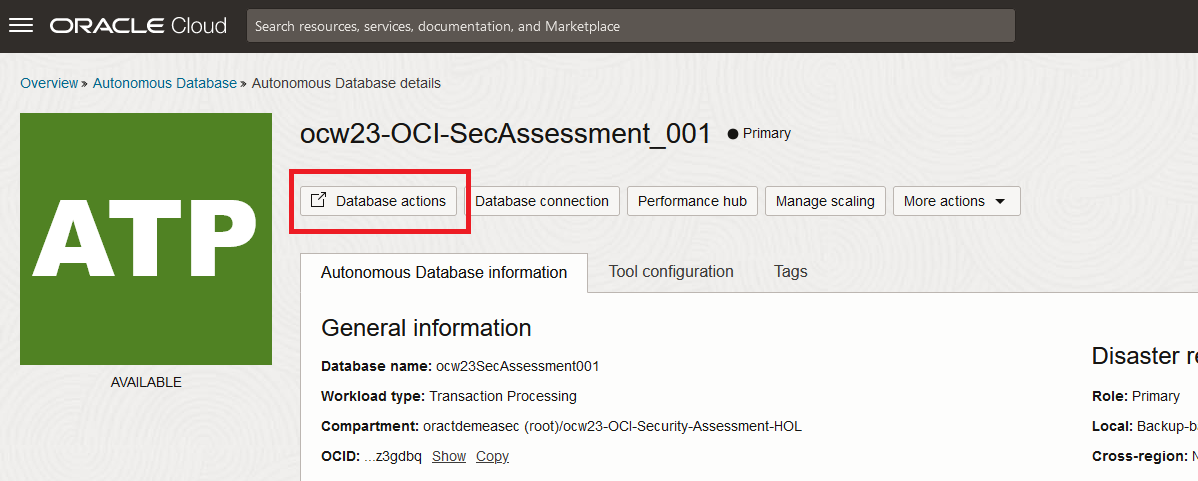 ORACLE Cloud
Search resources, services, documentation, and Marketplace
Overview » Autonomous Database » Autonomous Database details
ATP
AVAILABLE
ocw23-OCI-SecAssessment_001 ● Primary
Database actions Database connection Performance hub Manage scaling More actions
Autonomous Database information Tool configuration Tags
General information
Database name: ocw23SecAssessment001
Workload type: Transaction Processing
Compartment: oractdemeasec (root)/ocw23-OCI-Security-Assessment-HOL
OCID: ...z3gdbq Show Copy
Disaster
Role: Primary
Local:
Cross-region: